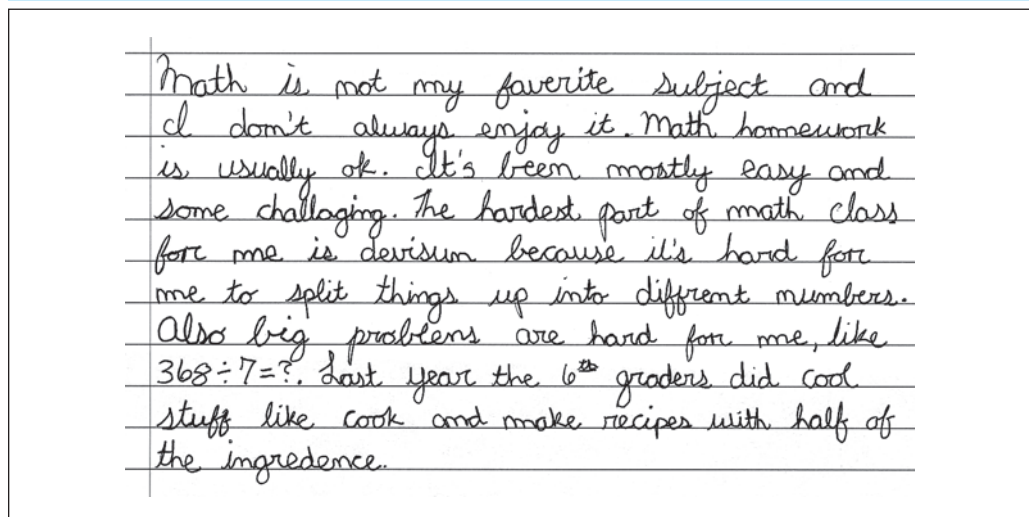 Math is not my faverite subject and
I don't always enjoy it. Math homework
is usually ok. It's been mostly easy and
some challaging. The hardest part of math class
for me is devisun because it's hard for
me to split things up into diffrent numbers.
Also big problems are hard for me, like
368÷7=?. Last year the 6th graders did cool
stuff like cook and make recipes with half of
the ingredence.